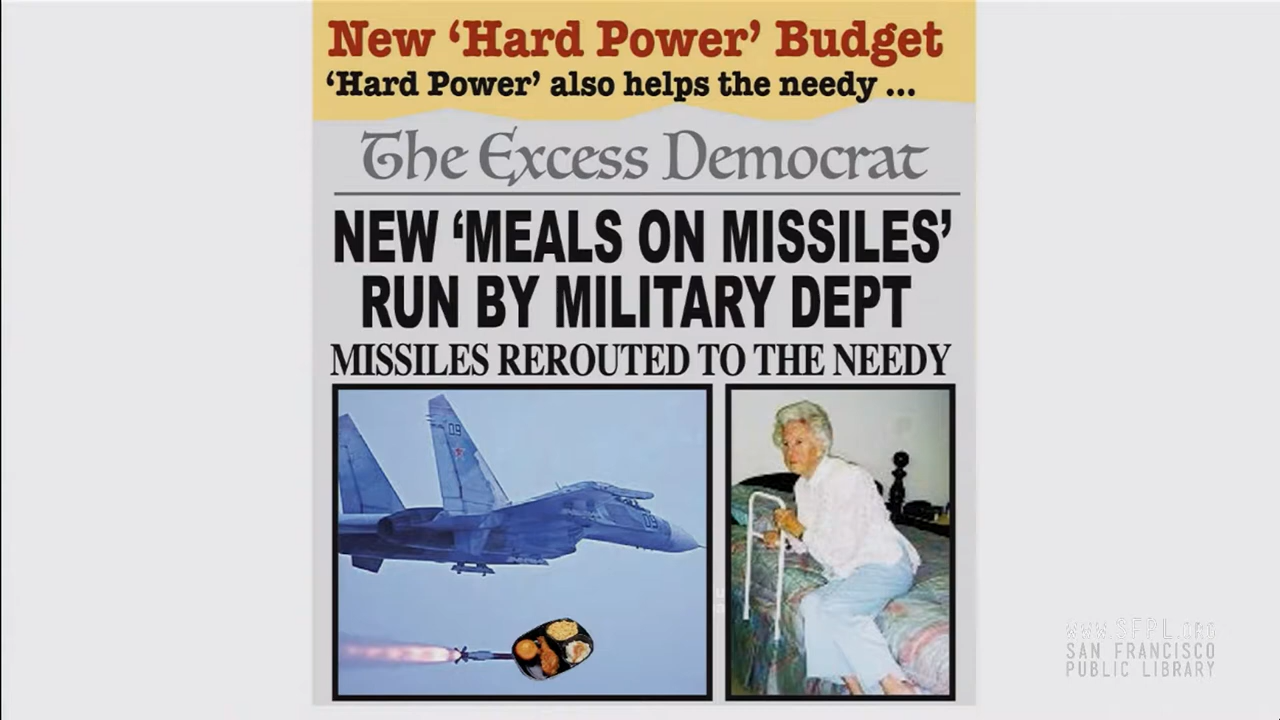 New ‘Hard Power’ Budget
‘Hard Power’ also helps the needy ...
The Excess Democrat
NEW ‘MEALS ON MISSILES’
RUN BY MILITARY DEPT
MISSILES REROUTED TO THE NEEDY
09
09
WWW.SFPL.ORG
SAN FRANCISCO
PUBLIC LIBRARY